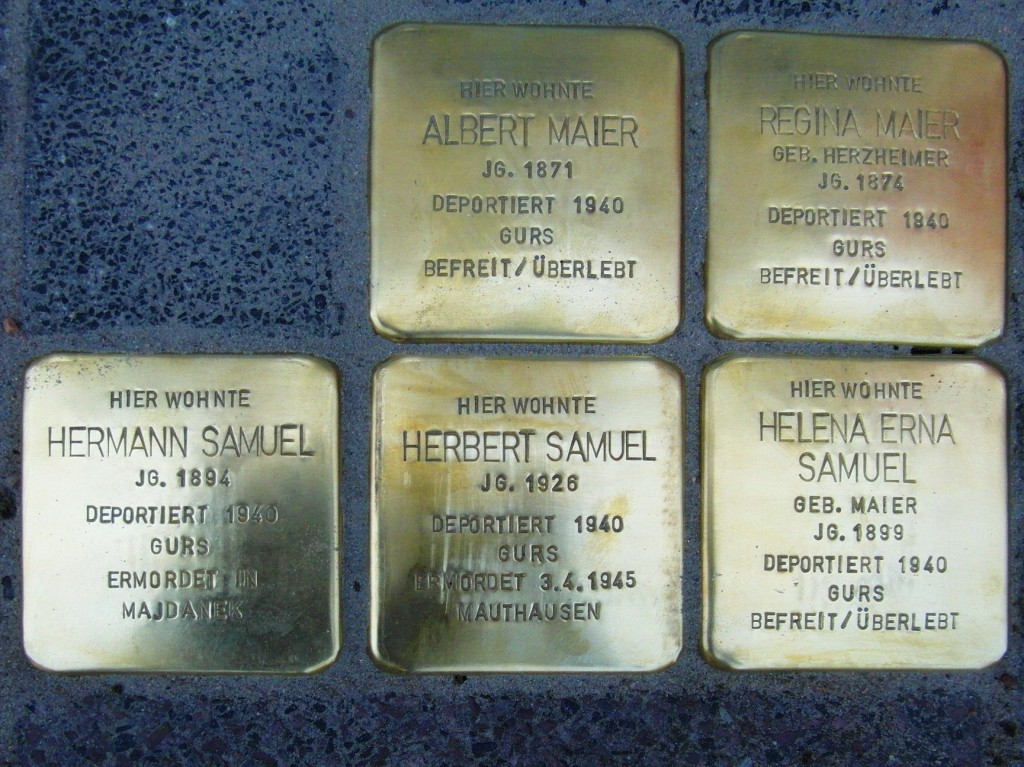 HIER WOHNTE
ALBERT MAIER
JG. 1871
DEPORTIERT 1940
GURS
BEFREIT/ÜBERLEBT
HIER WOHNTE
REGINA MAIER
GEB. HERZHEIMER
JG. 1874
DEPORTIERT 1940
GURS
BEFREIT/ÜBERLEBT
HIER WOHNTE
HERMANN SAMUEL
JG. 1894
DEPORTIERT 1940
GURS
ERMORDET IN
MAJDANEK
HIER WOHNTE
HERBERT SAMUEL
JG. 1926
DEPORTIERT 1940
GURS
ERMORDET 3.4.1945
MAUTHAUSEN
HIER WOHNTE
HELENA ERNA
SAMUEL
GEB. MAIER
JG. 1899
DEPORTIERT 1940
GURS
BEFREIT/ÜBERLEBT